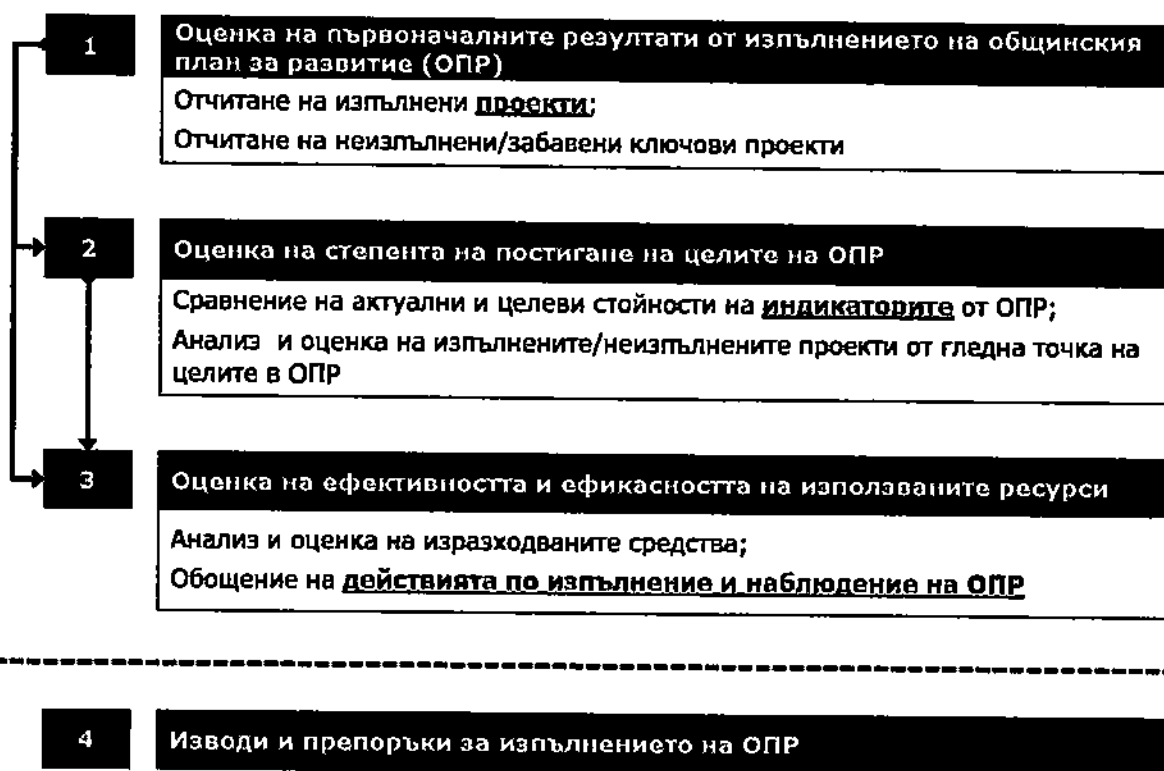 1
Оценка на първоначалните резултати от изпълнението на общинския
план за развитие (ОПР)
Отчитане на изпълнени проекти;
Отчитане на неизпълнени/забавени ключови проекти
2
Оценка на степента на постигане на целите на ОПР
Сравнение на актуални и целеви стойности на индикаторите от ОПР;
Анализ и оценка на изпълнените/неизпълнените проекти от гледна точка на
целите в ОПР
3
Оценка на ефективността и ефикасността на използваните ресурси
Анализ и оценка на изразходваните средства;
Обощение на действията по изпълнение и наблюдение на ОПР
4
Изводи и препоръки за изпълнението на ОПР